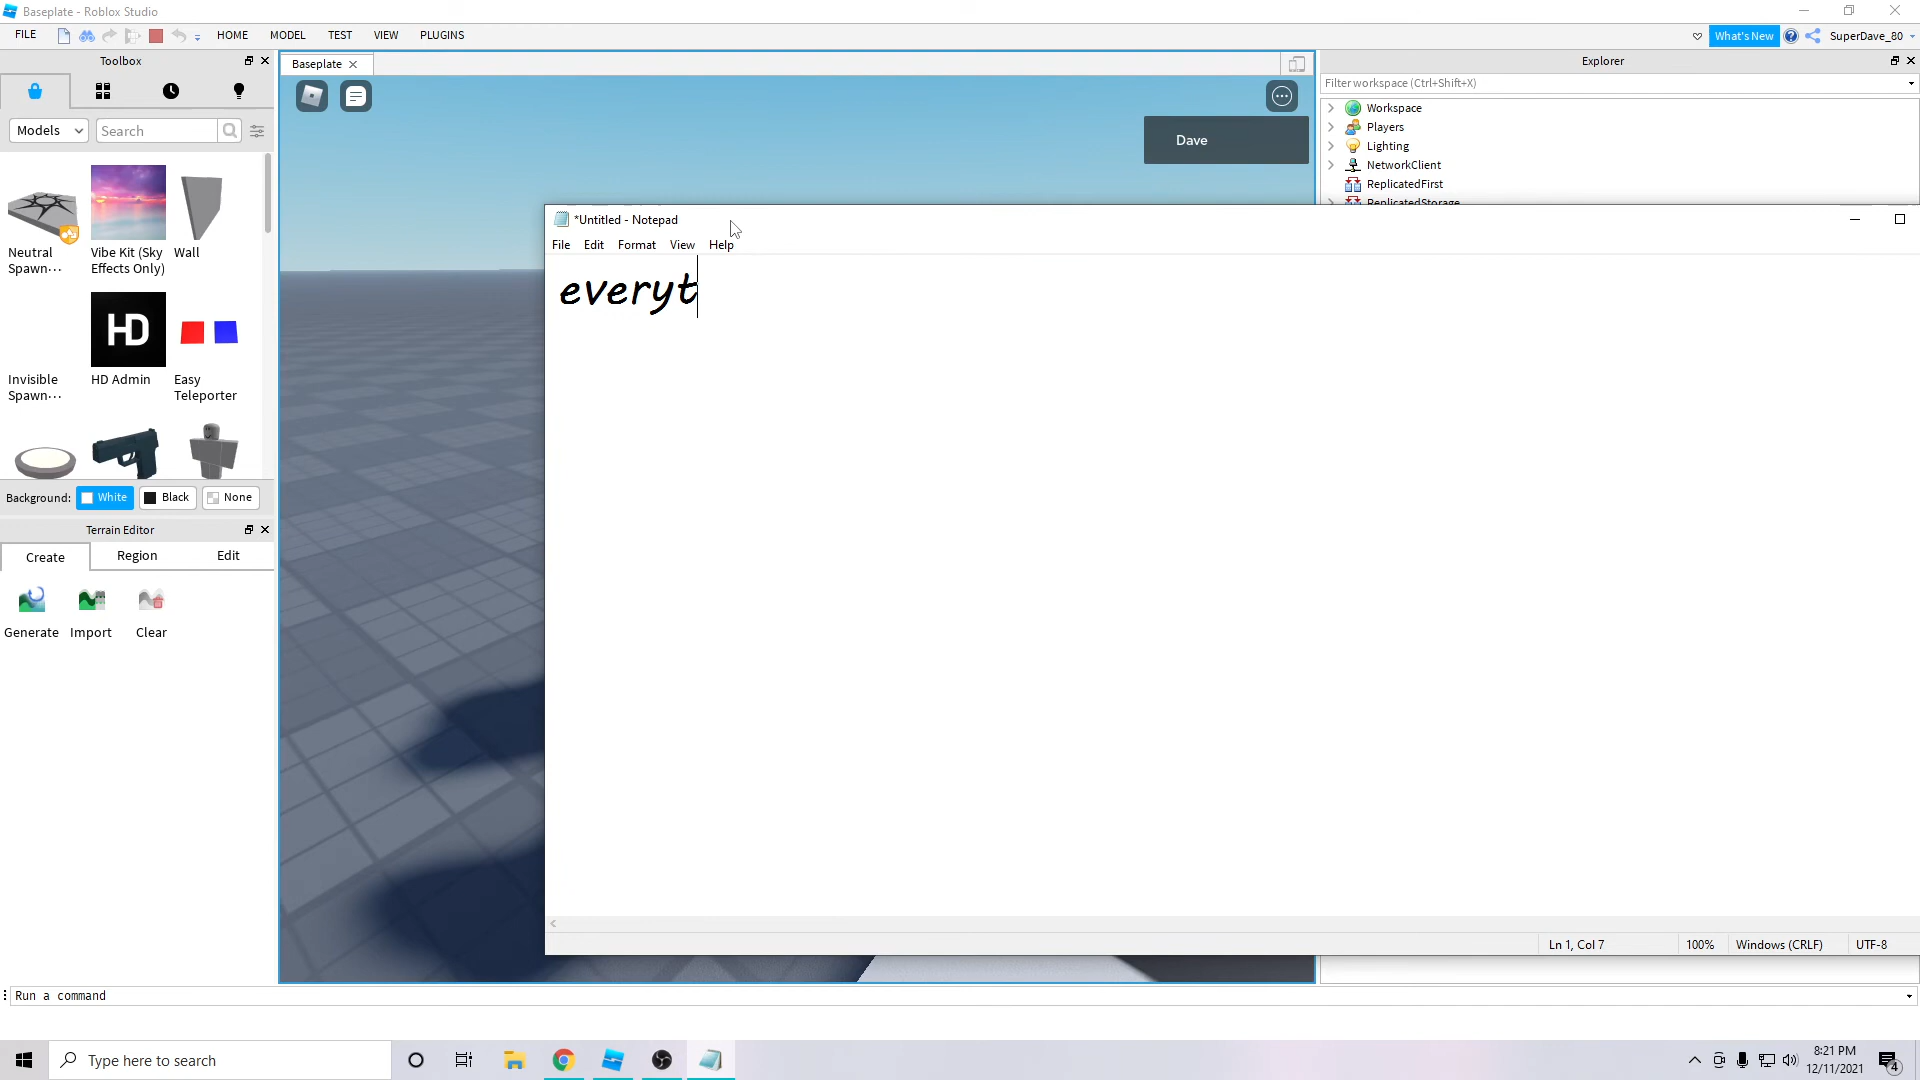 Baseplate - Roblox Studio
FILE HOME MODEL TEST VIEW PLUGINS What's New SuperDave_80
Toolbox
Models Search
Neutral Spawn...
Vibe Kit (Sky Effects Only)
Wall
Invisible Spawn...
HD
HD Admin
Easy Teleporter
Background: White Black None
Terrain Editor
Create Region Edit
Generate Import Clear
Baseplate
Dave
Explorer
Filter workspace (Ctrl+Shift+X)
Workspace
Players
Lighting
NetworkClient
ReplicatedFirst
ReplicatedStorage
*Untitled - Notepad
File Edit Format View Help
everyt
Ln 1, Col 7 100% Windows (CRLF) UTF-8
Run a command
Type here to search
8:21 PM
12/11/2021
4